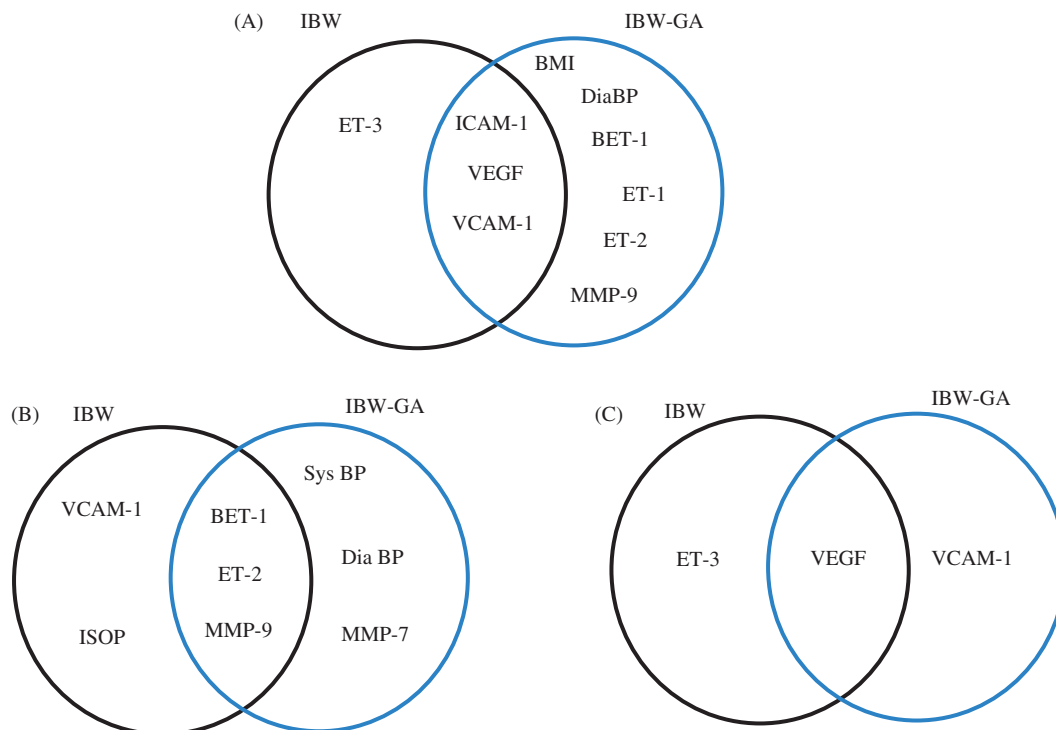 (A) IBW IBW-GA
BMI
DiaBP
ET-3 ICAM-1
BET-1
VEGF
ET-1
VCAM-1
ET-2
MMP-9
(B) IBW IBW-GA
Sys BP
VCAM-1 BET-1
Dia BP
ET-2
ISOP MMP-9 MMP-7
(C) IBW IBW-GA
ET-3 VEGF VCAM-1